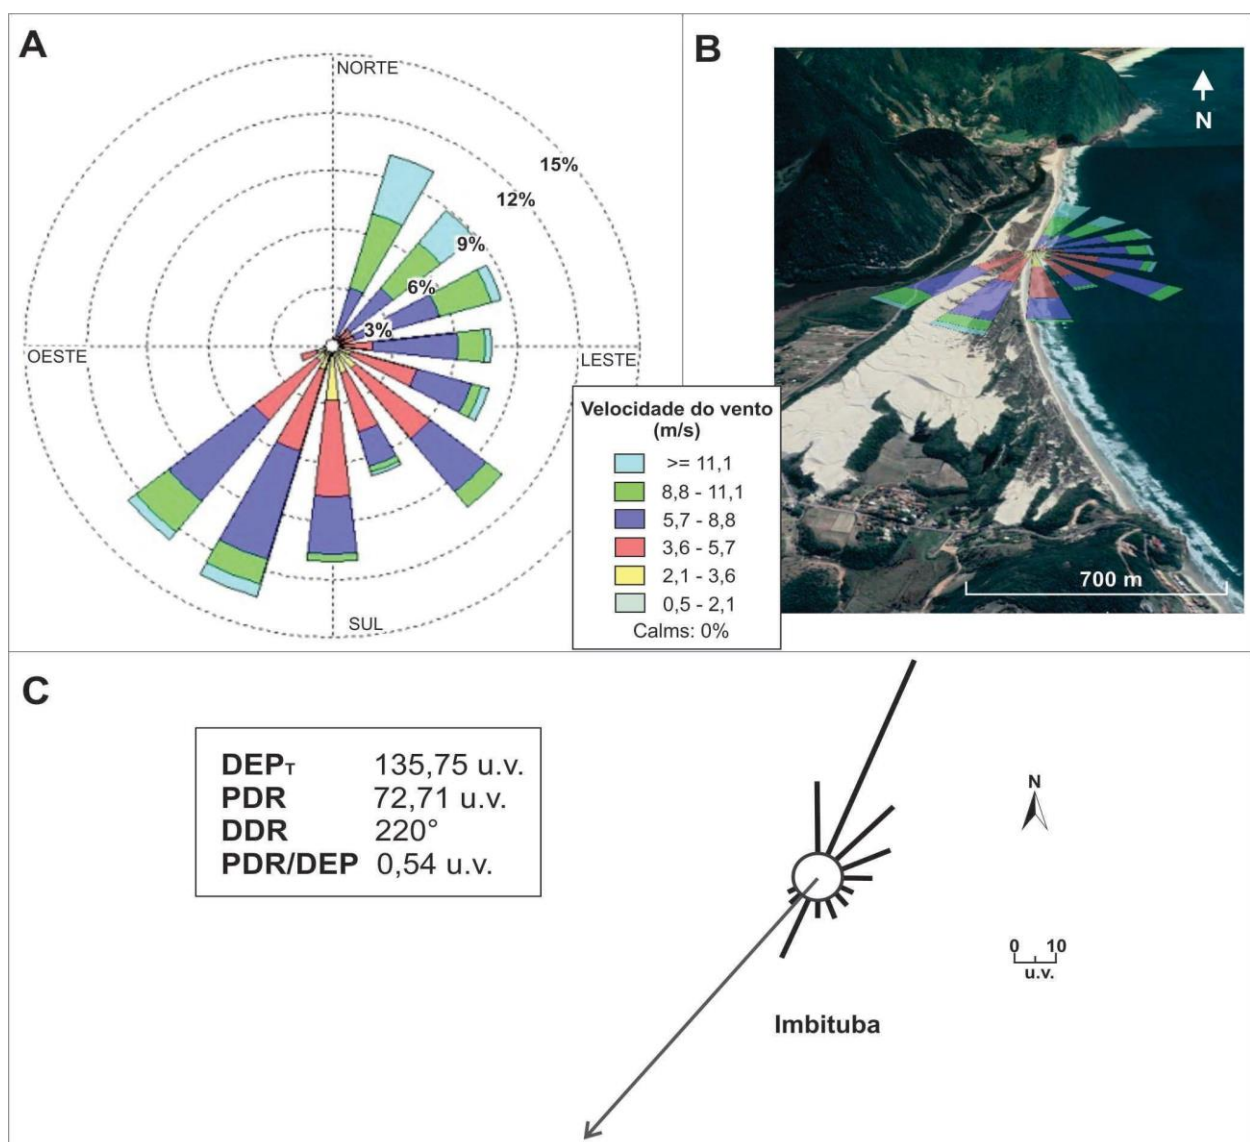 A
NORTE
15%
12%
9%
6%
3%
OESTE
LESTE
SUL
Velocidade do vento
(m/s)
>= 11,1
8,8 - 11,1
5,7 - 8,8
3,6 - 5,7
2,1 - 3,6
0,5 - 2,1
Calms: 0%
B
N
700 m
C
DEPT 135,75 u.v.
PDR 72,71 u.v.
DDR 220°
PDR/DEP 0,54 u.v.
N
0 10
u.v.
Imbituba